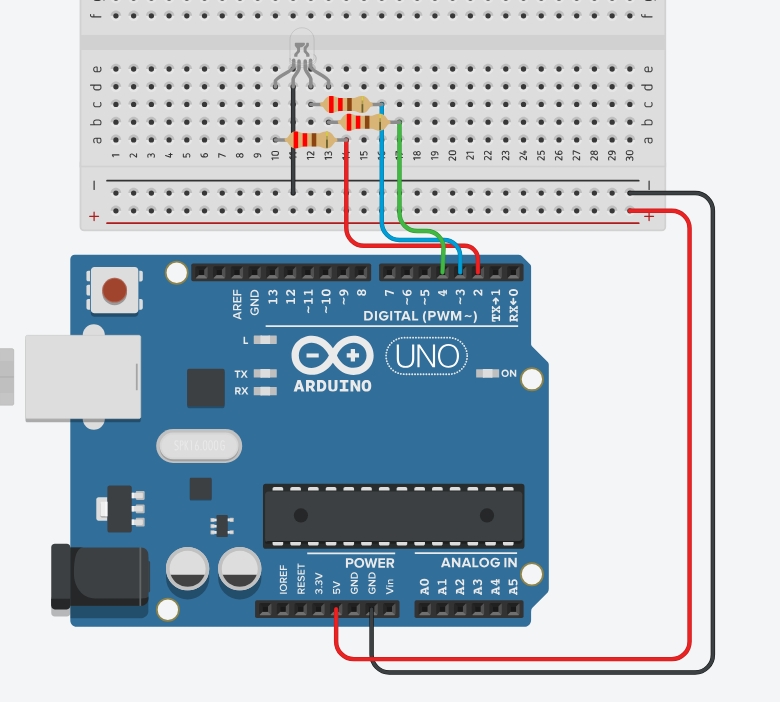 f f
e e
d d
c c
b b
a a
1 2 3 4 5 6 7 8 9 10 11 12 13 14 15 16 17 18 19 20 21 22 23 24 25 26 27 28 29 30
− −
+ +
AREF GND 13 12 ~11 ~10 ~9 8 7 ~6 ~5 4 ~3 2 TX→1 RX←0
DIGITAL (PWM~)
L
TX
RX
UNO
ON
ARDUINO
SPK16.000G
POWER
ANALOG IN
IOREF RESET 3.3V 5V GND GND Vin A0 A1 A2 A3 A4 A5